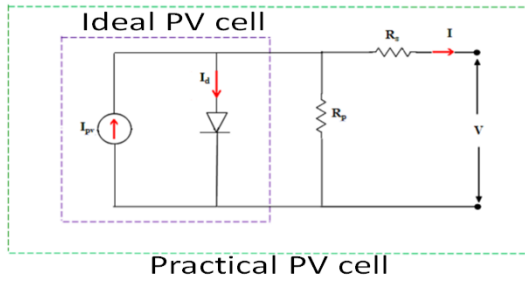 Ideal PV cell
Rs I
Id
Ipv
Rp
V
Practical PV cell